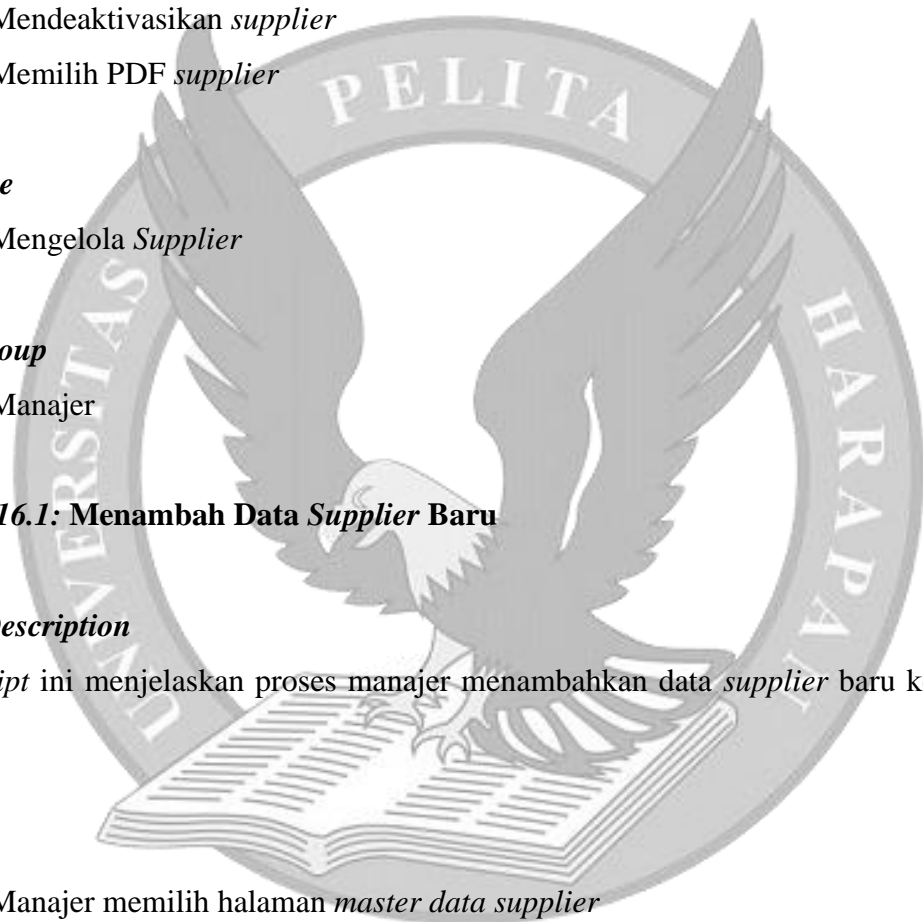 Mendeaktivasikan supplier
Memilih PDF supplier
PELITA
e
Mengelola Supplier
UNIVERSITAS
HARAPAN
oup
Manajer
16.1: Menambah Data Supplier Baru
escription
ipt ini menjelaskan proses manajer menambahkan data supplier baru k
Manajer memilih halaman master data supplier